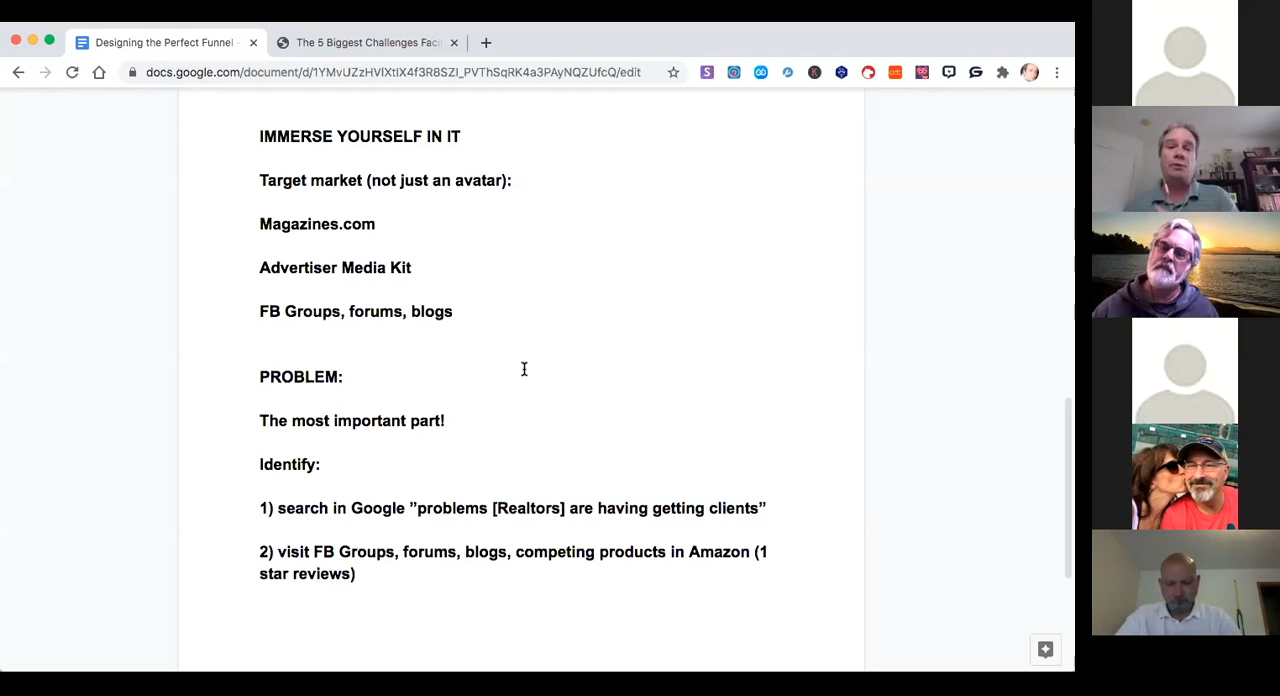 Designing the Perfect Funnel -
The 5 Biggest Challenges Faci
docs.google.com/document/d/1YMvUZzHVlXtIX4f3R8SZI_PVThSqRK4a3PAyNQZUfcQ/edit
IMMERSE YOURSELF IN IT
Target market (not just an avatar):
Magazines.com
Advertiser Media Kit
FB Groups, forums, blogs
PROBLEM:
The most important part!
Identify:
1) search in Google ”problems [Realtors] are having getting clients”
2) visit FB Groups, forums, blogs, competing products in Amazon (1
star reviews)